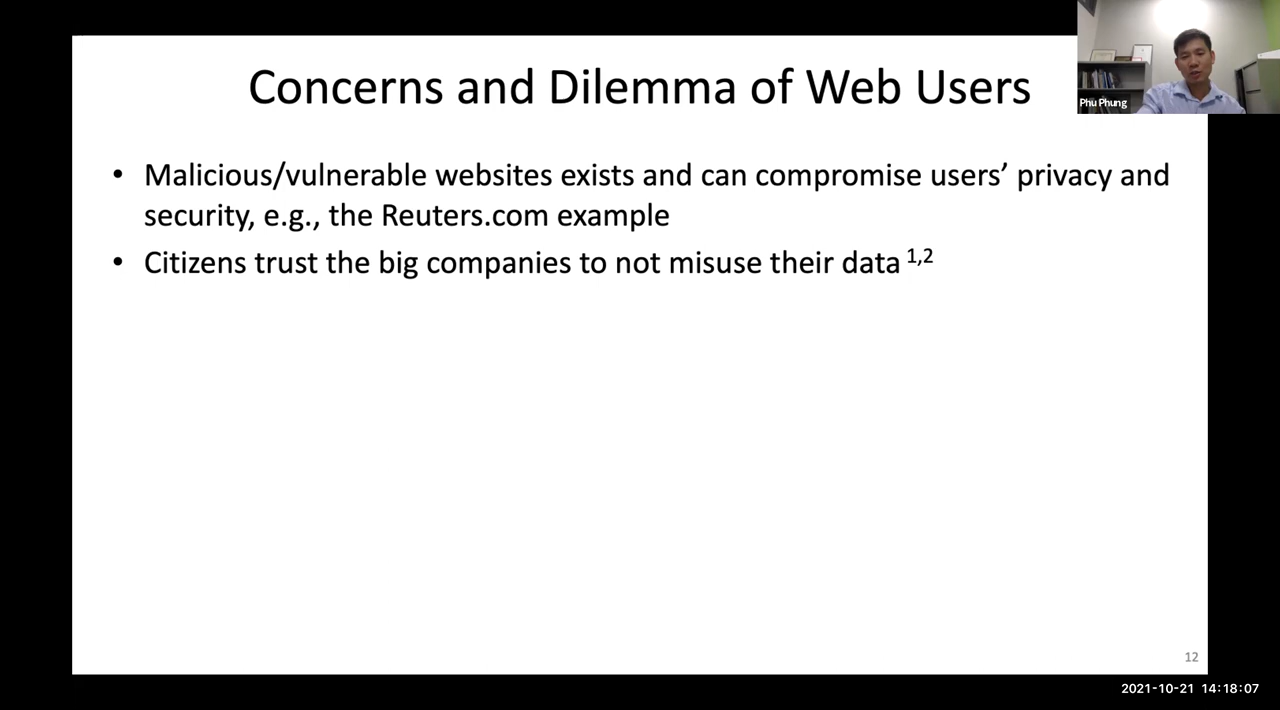 Concerns and Dilemma of Web Users
Phu Phung
• Malicious/vulnerable websites exists and can compromise users’ privacy and
security, e.g., the Reuters.com example
• Citizens trust the big companies to not misuse their data 1,2
12
2021-10-21 14:18:07